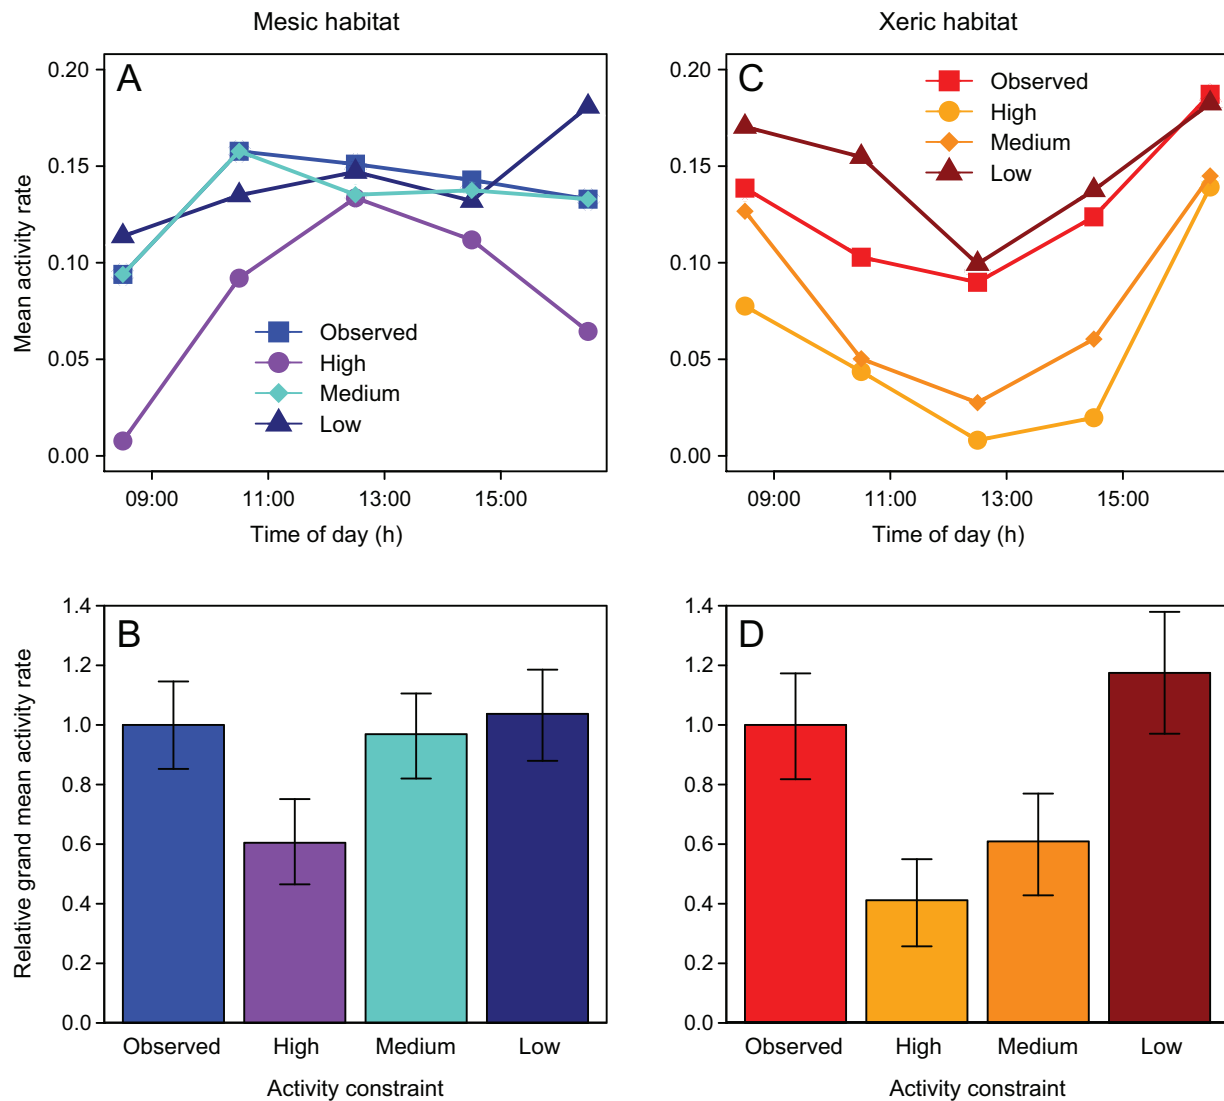 Mesic habitat
A
0.20
0.15
0.10
0.05
0.00
Mean activity rate
Observed
High
Medium
Low
09:00 11:00 13:00 15:00
Time of day (h)
Xeric habitat
C
0.20
0.15
0.10
0.05
0.00
Observed
High
Medium
Low
09:00 11:00 13:00 15:00
Time of day (h)
B
1.4
1.2
1.0
0.8
0.6
0.4
0.2
0.0
Relative grand mean activity rate
Observed High Medium Low
Activity constraint
D
1.4
1.2
1.0
0.8
0.6
0.4
0.2
0.0
Observed High Medium Low
Activity constraint